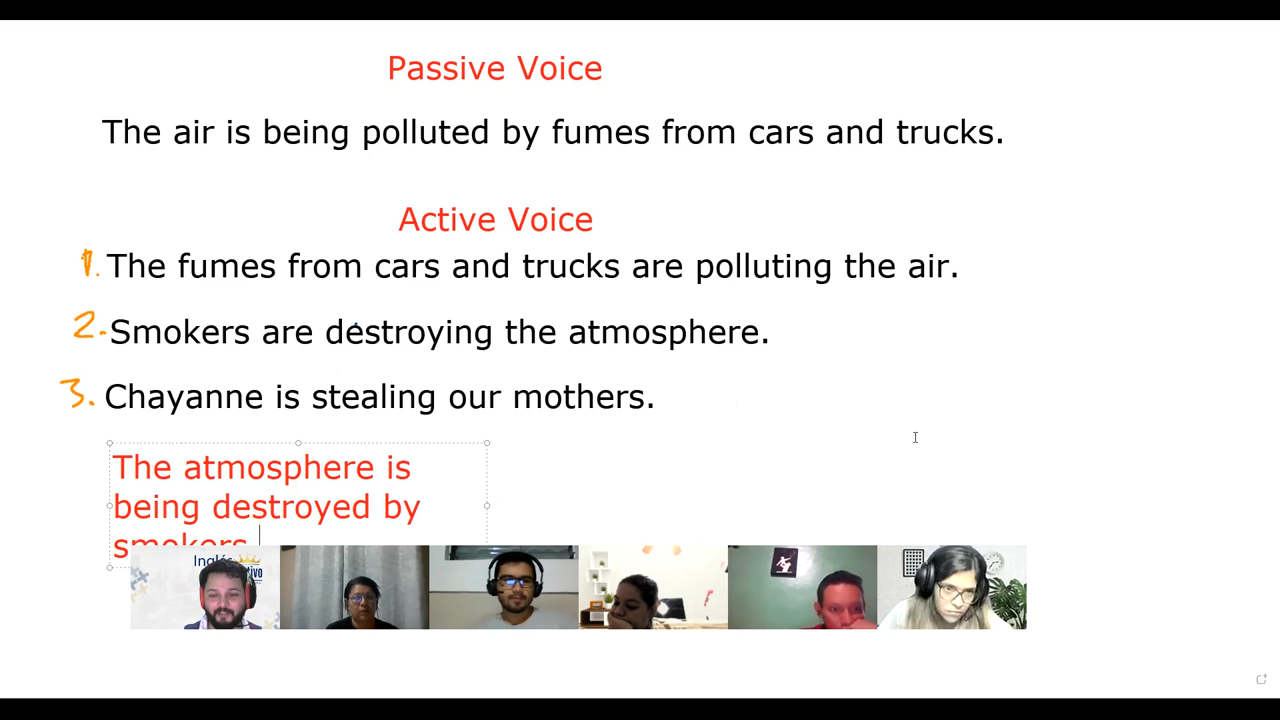 Passive Voice
The air is being polluted by fumes from cars and trucks.
Active Voice
1. The fumes from cars and trucks are polluting the air.
2. Smokers are destroying the atmosphere.
3. Chayanne is stealing our mothers.
The atmosphere is
being destroyed by
smokers.
Inglés